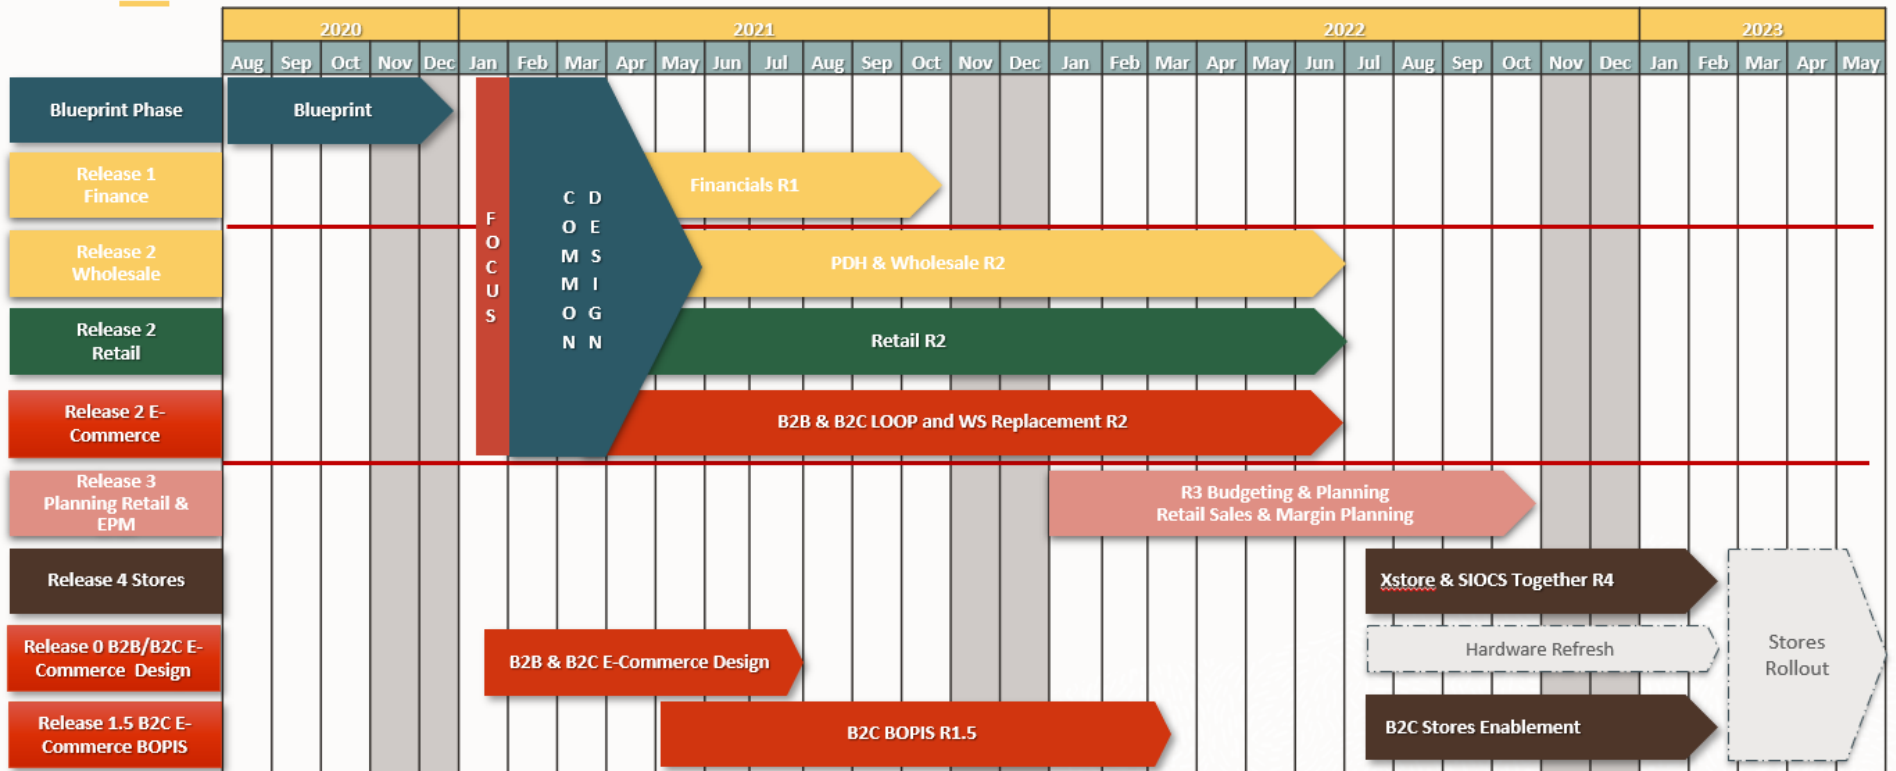 2020 2021 2022 2023
Aug Sep Oct Nov Dec Jan Feb Mar Apr May Jun Jul Aug Sep Oct Nov Dec Jan Feb Mar Apr May Jun Jul Aug Sep Oct Nov Dec Jan Feb Mar Apr May
Blueprint Phase
Blueprint
Release 1
Finance
Financials R1
FOCUS
COMMON
DESIGN
Release 2
Wholesale
PDH & Wholesale R2
Release 2
Retail
Retail R2
Release 2 E-
Commerce
B2B & B2C LOOP and WS Replacement R2
Release 3
Planning Retail &
EPM
R3 Budgeting & Planning
Retail Sales & Margin Planning
Release 4 Stores
Xstore & SIOCS Together R4
Release 0 B2B/B2C E-
Commerce Design
B2B & B2C E-Commerce Design
Hardware Refresh
Stores
Rollout
Release 1.5 B2C E-
Commerce BOPIS
B2C BOPIS R1.5
B2C Stores Enablement